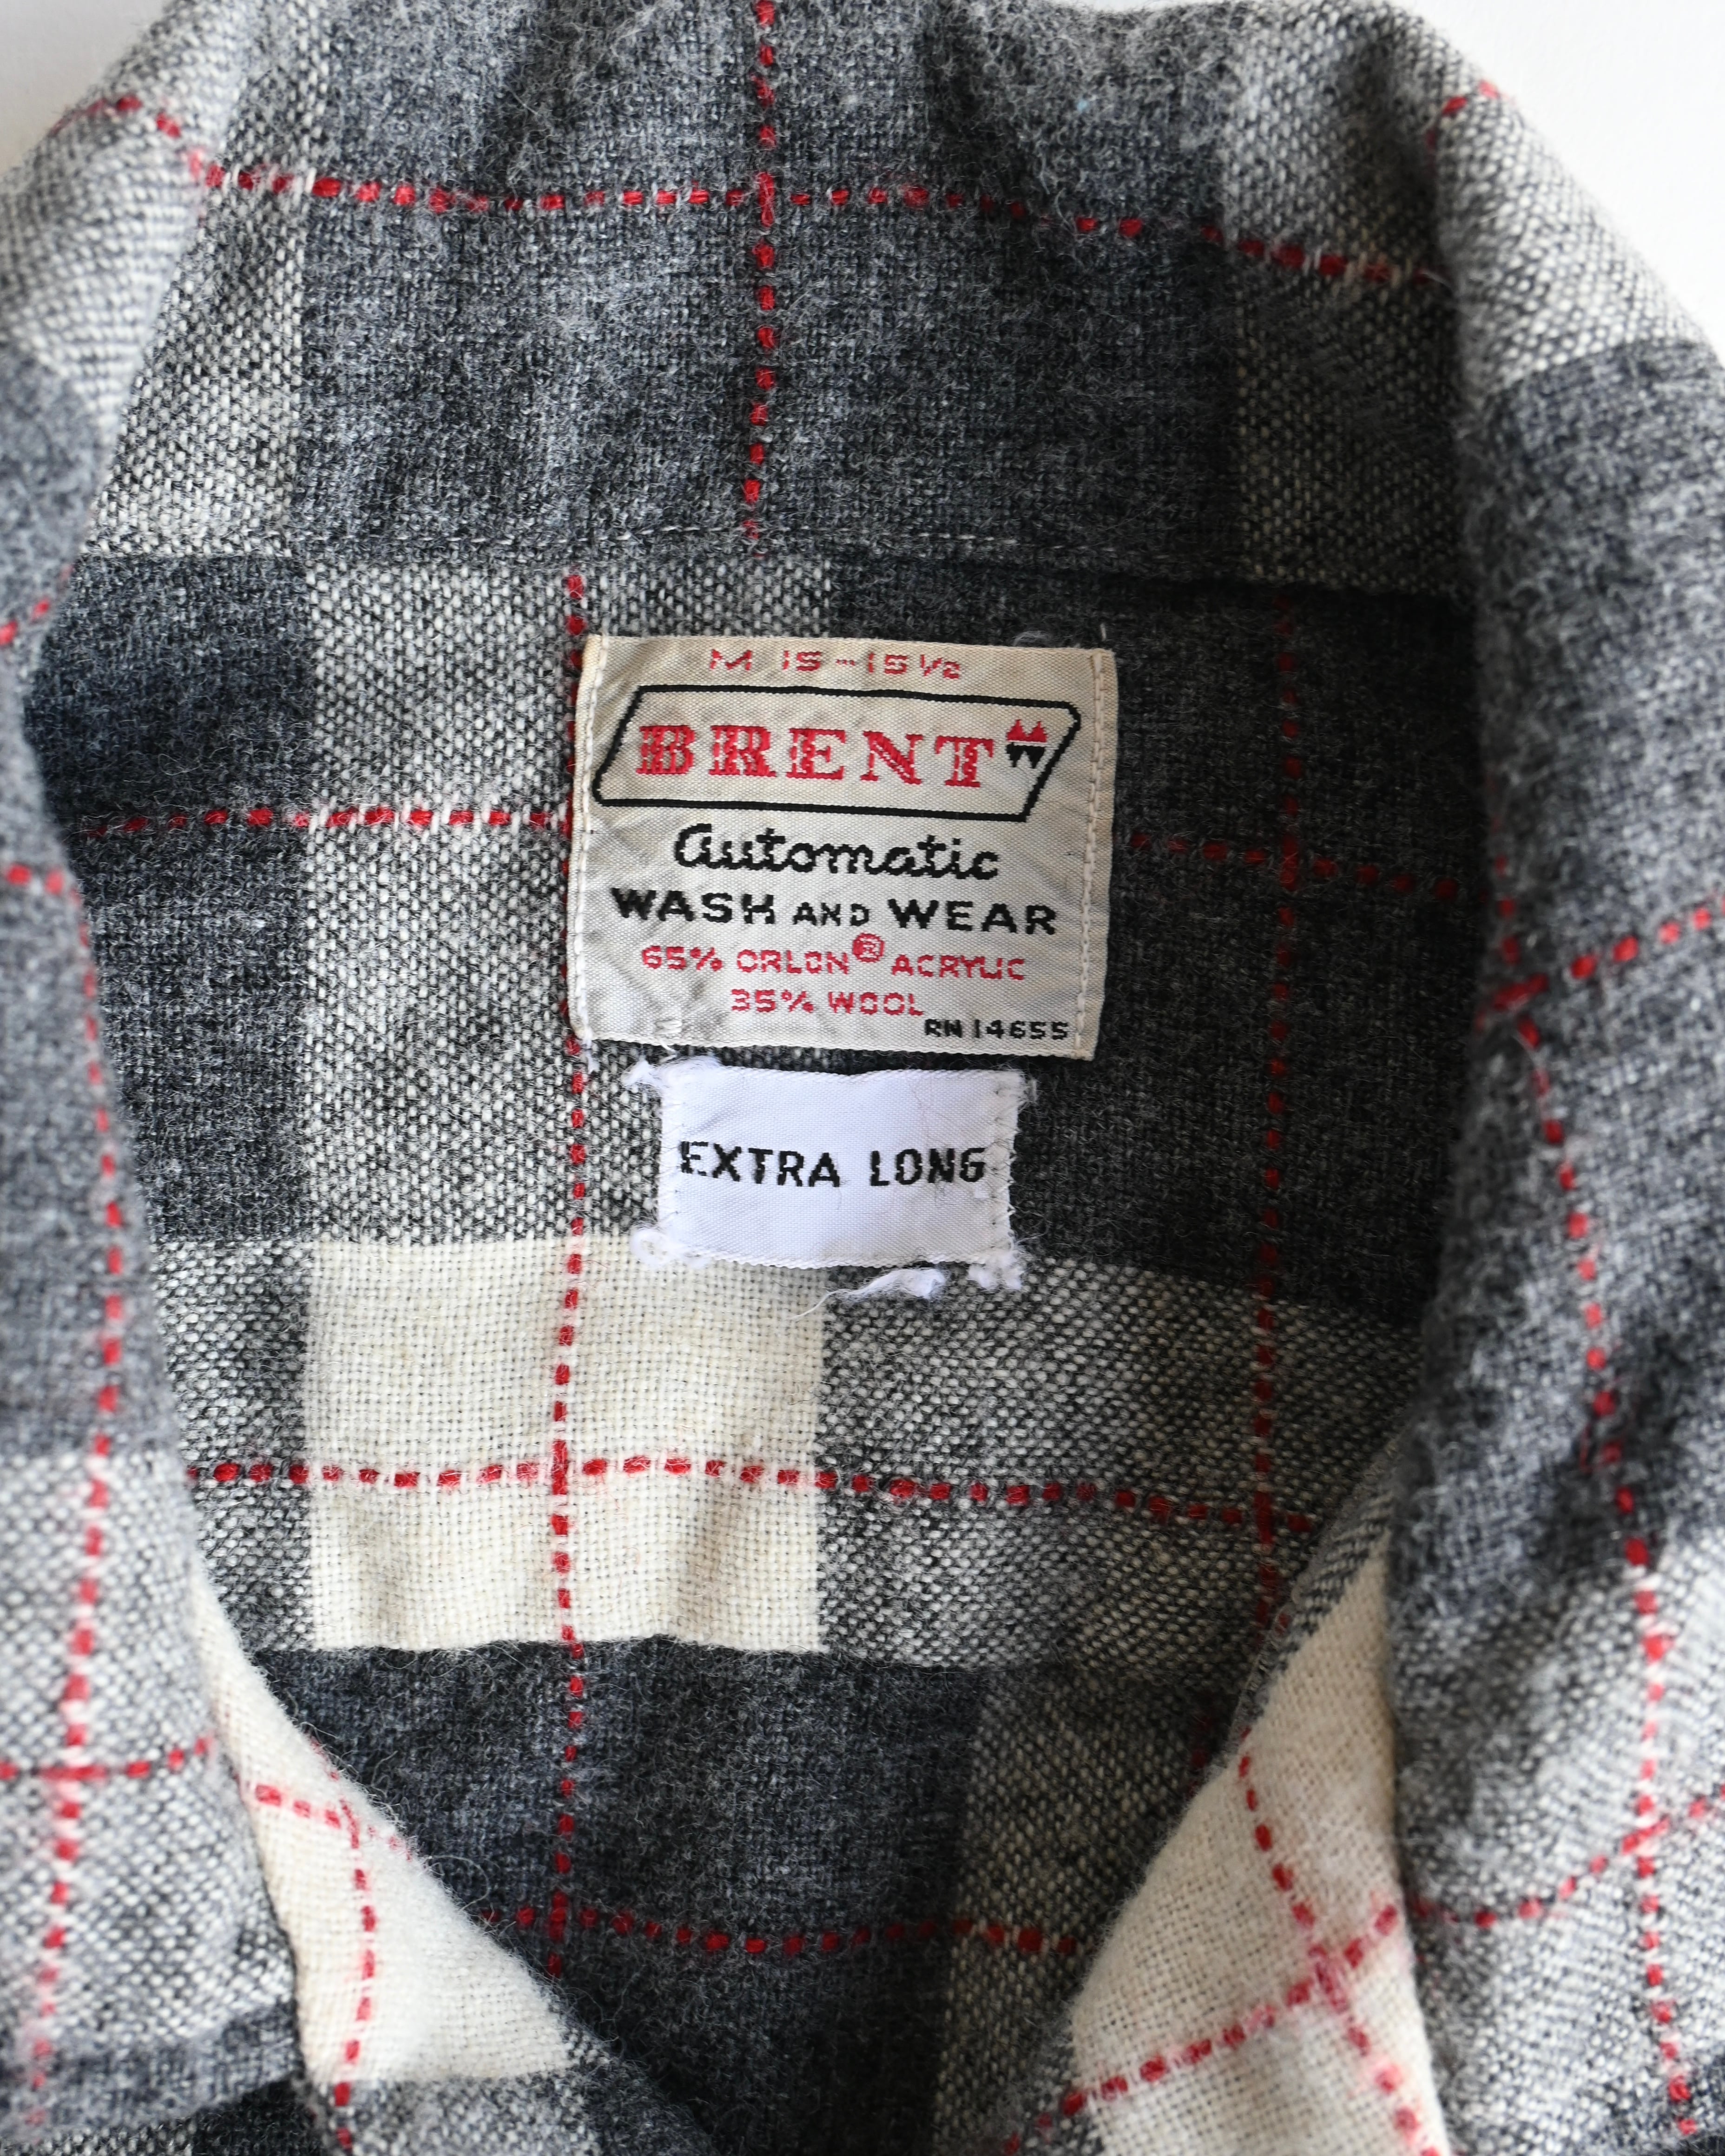 M 15-15½
BRENT
automatic
WASH AND WEAR
65% ORLON® ACRYLIC
35% WOOL
RN 14655
EXTRA LONG